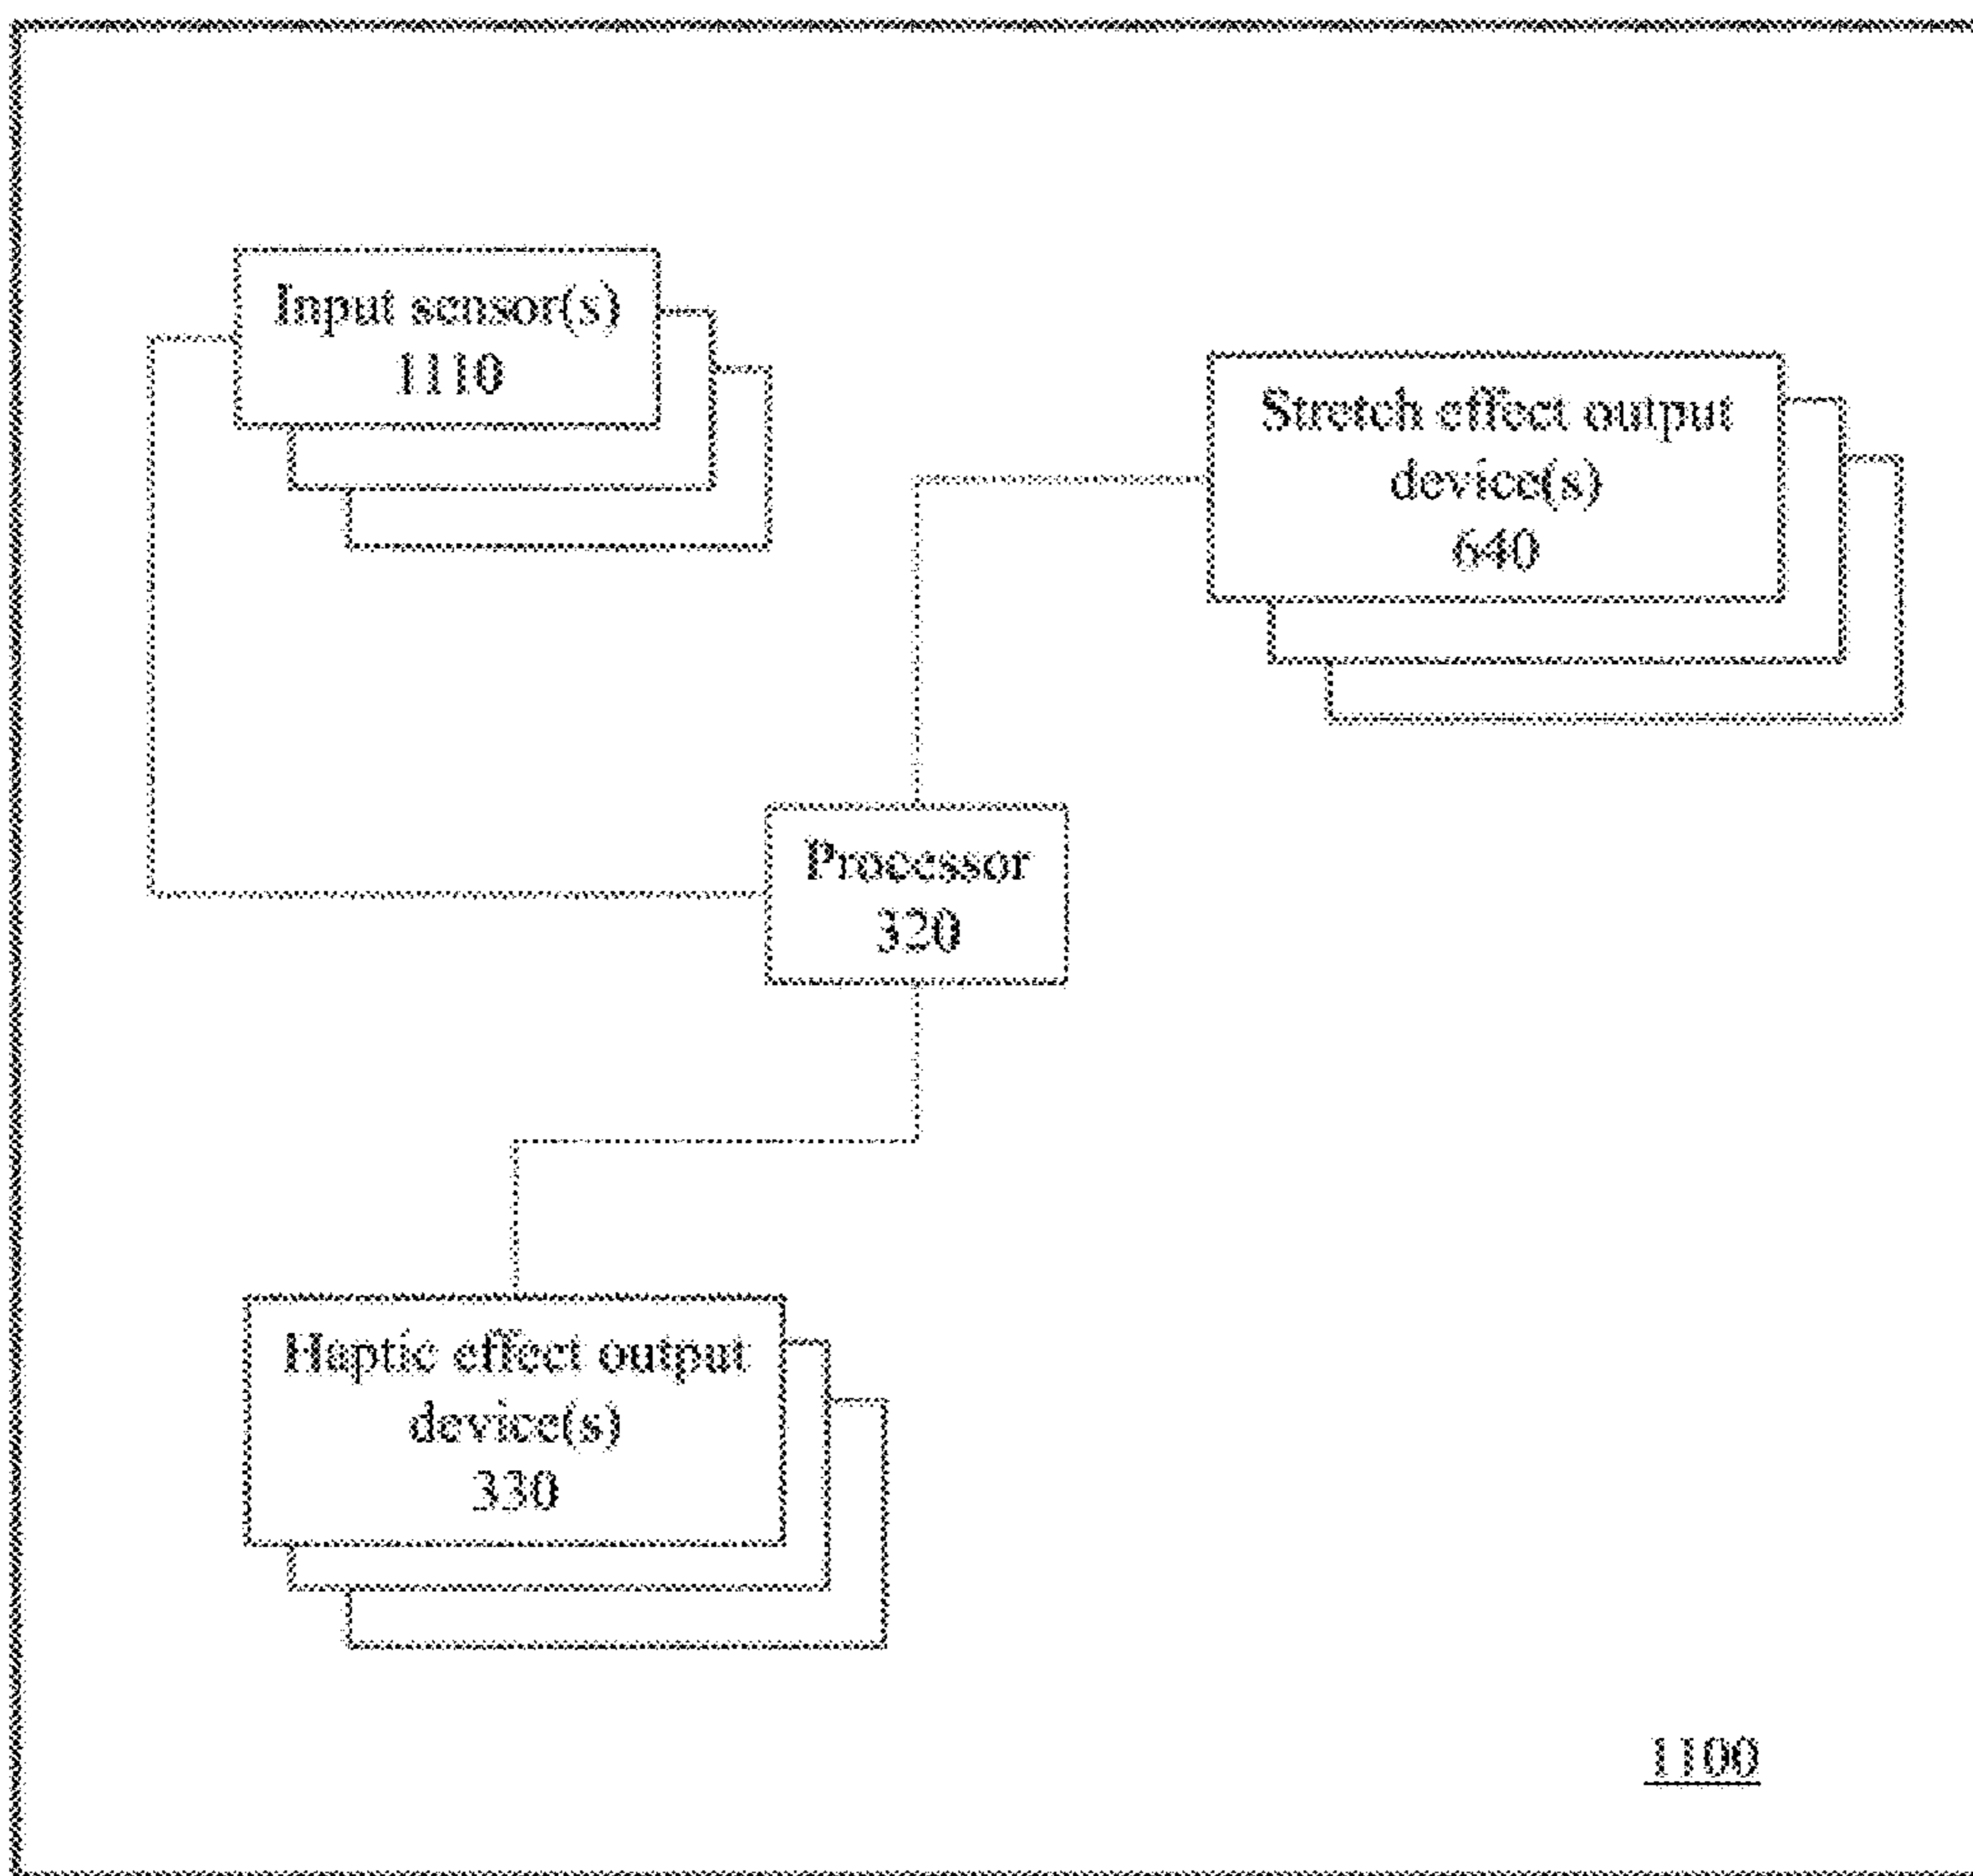 Input sensor(s)
1110
Stretch effect output
device(s)
640
Processor
320
Haptic effect output
device(s)
330
1100